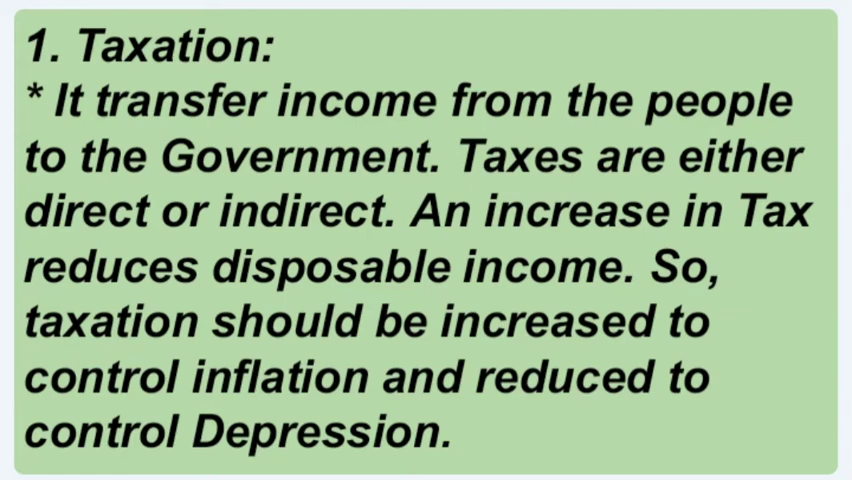 1. Taxation:
* It transfer income from the people
to the Government. Taxes are either
direct or indirect. An increase in Tax
reduces disposable income. So,
taxation should be increased to
control inflation and reduced to
control Depression.